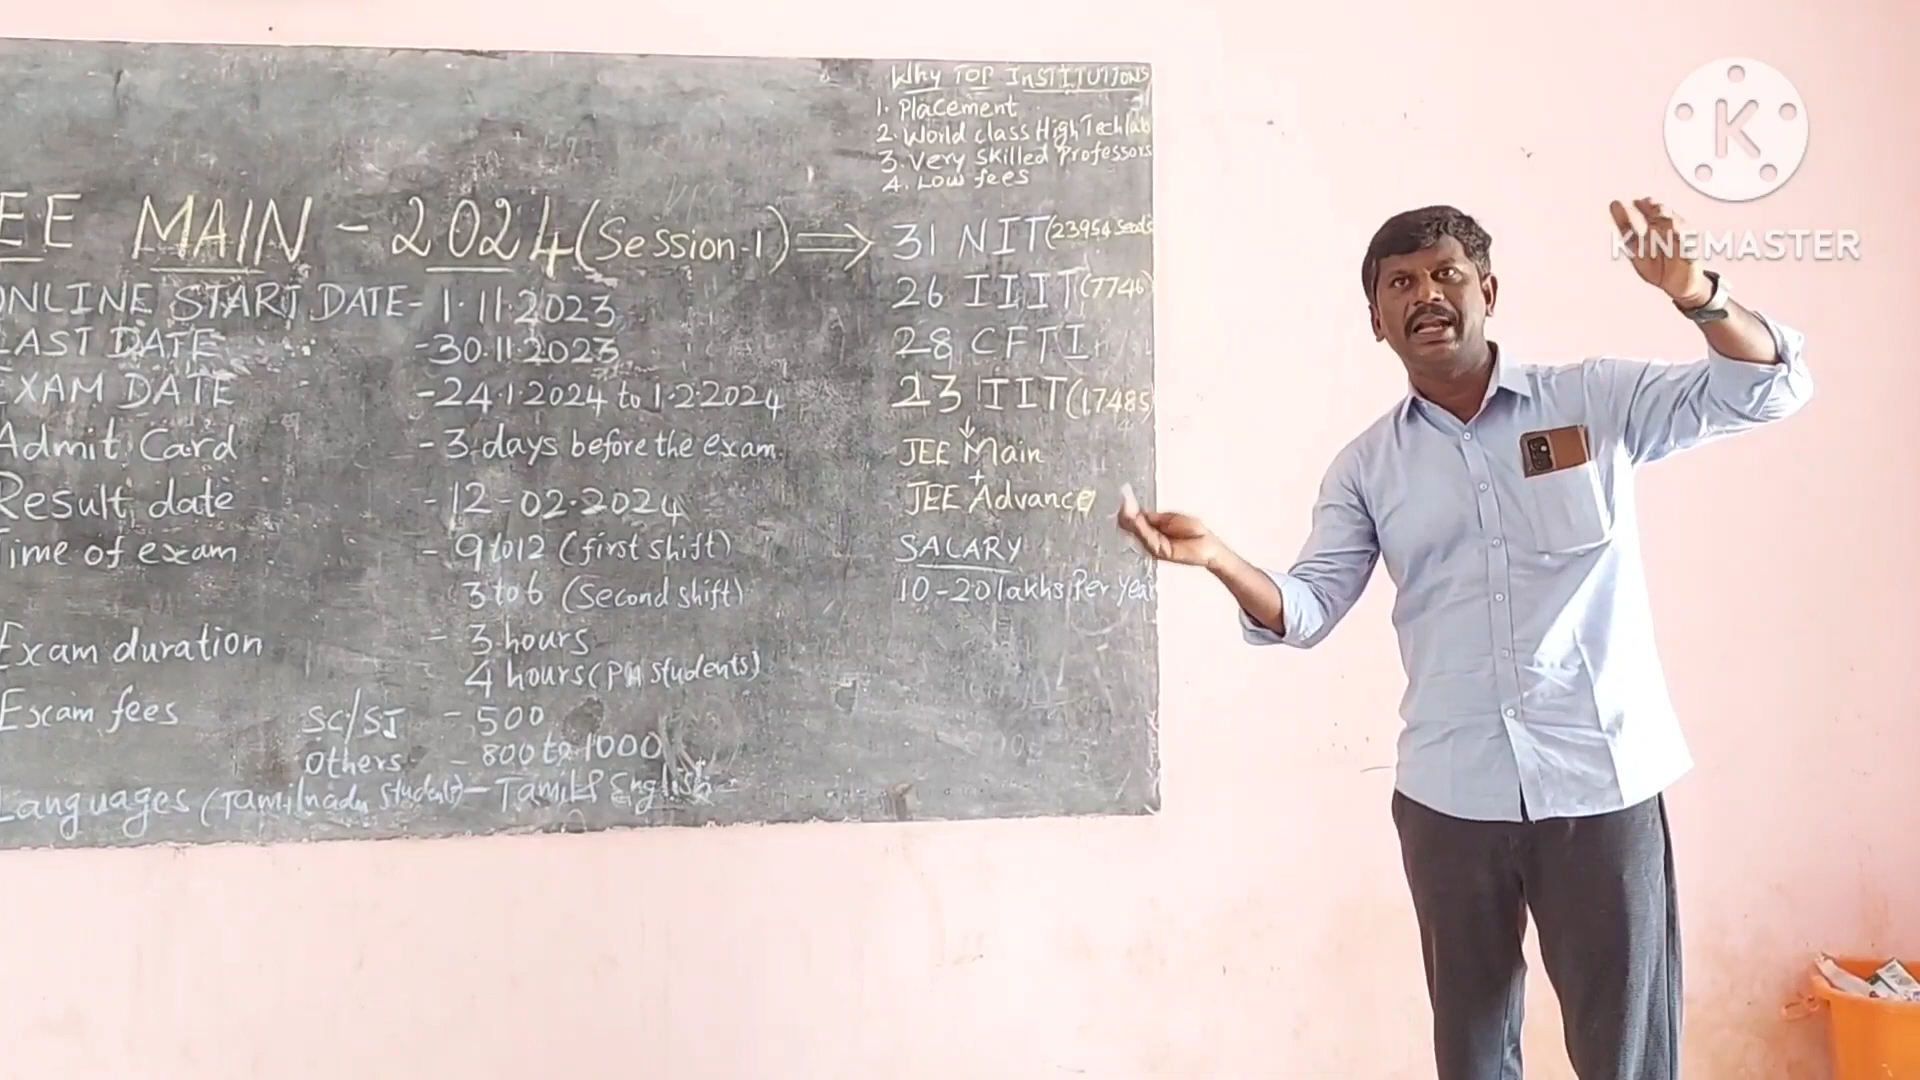 Why TOP InSTITUTIONS
1. Placement
2. World class High Tech lab
3. Very Skilled Professors
4. Low fees
EE MAIN - 2024 (Session-1) ⇒ 31 NIT (23954 Seats
ONLINE START DATE - 1.11.2023
26 IIIT (7746)
LAST DATE - 30.11.2023
28 CFTI
EXAM DATE - 24.1.2024 to 1.2.2024
23 IIT (17485)
Admit Card - 3 days before the exam
↓
JEE Main
+
Result date - 12-02-2024
JEE Advance
Time of exam - 9 to 12 (first shift)
SALARY
3 to 6 (Second shift)
10-20 lakhs Per Year
Exam duration - 3 hours
4 hours (PH students)
Exam fees SC/ST - 500
Others - 800 to 1000
Languages (Tamilnadu Students) - Tamil & English
K
KINEMASTER